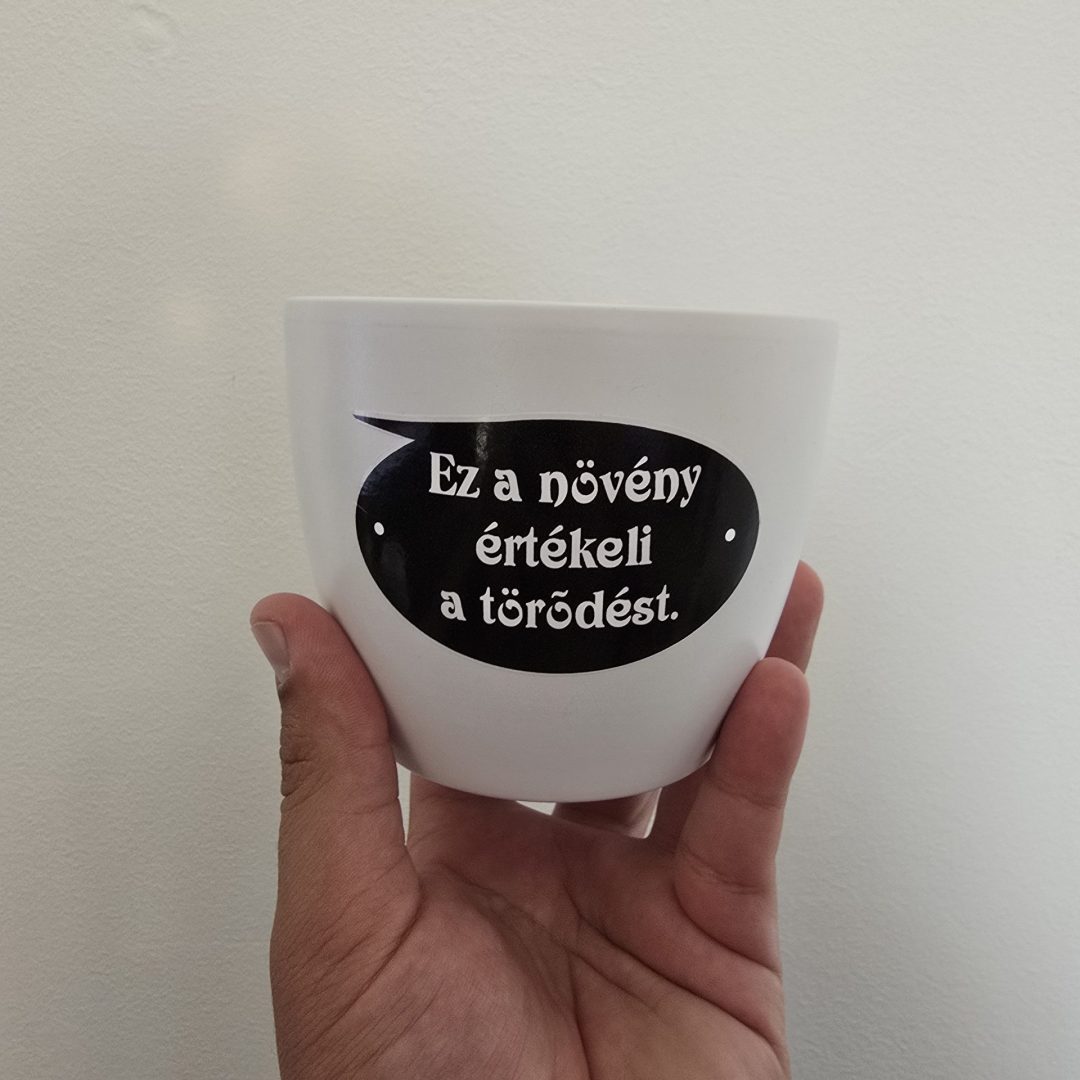 Ez a növény
értékeli
a törõdést.